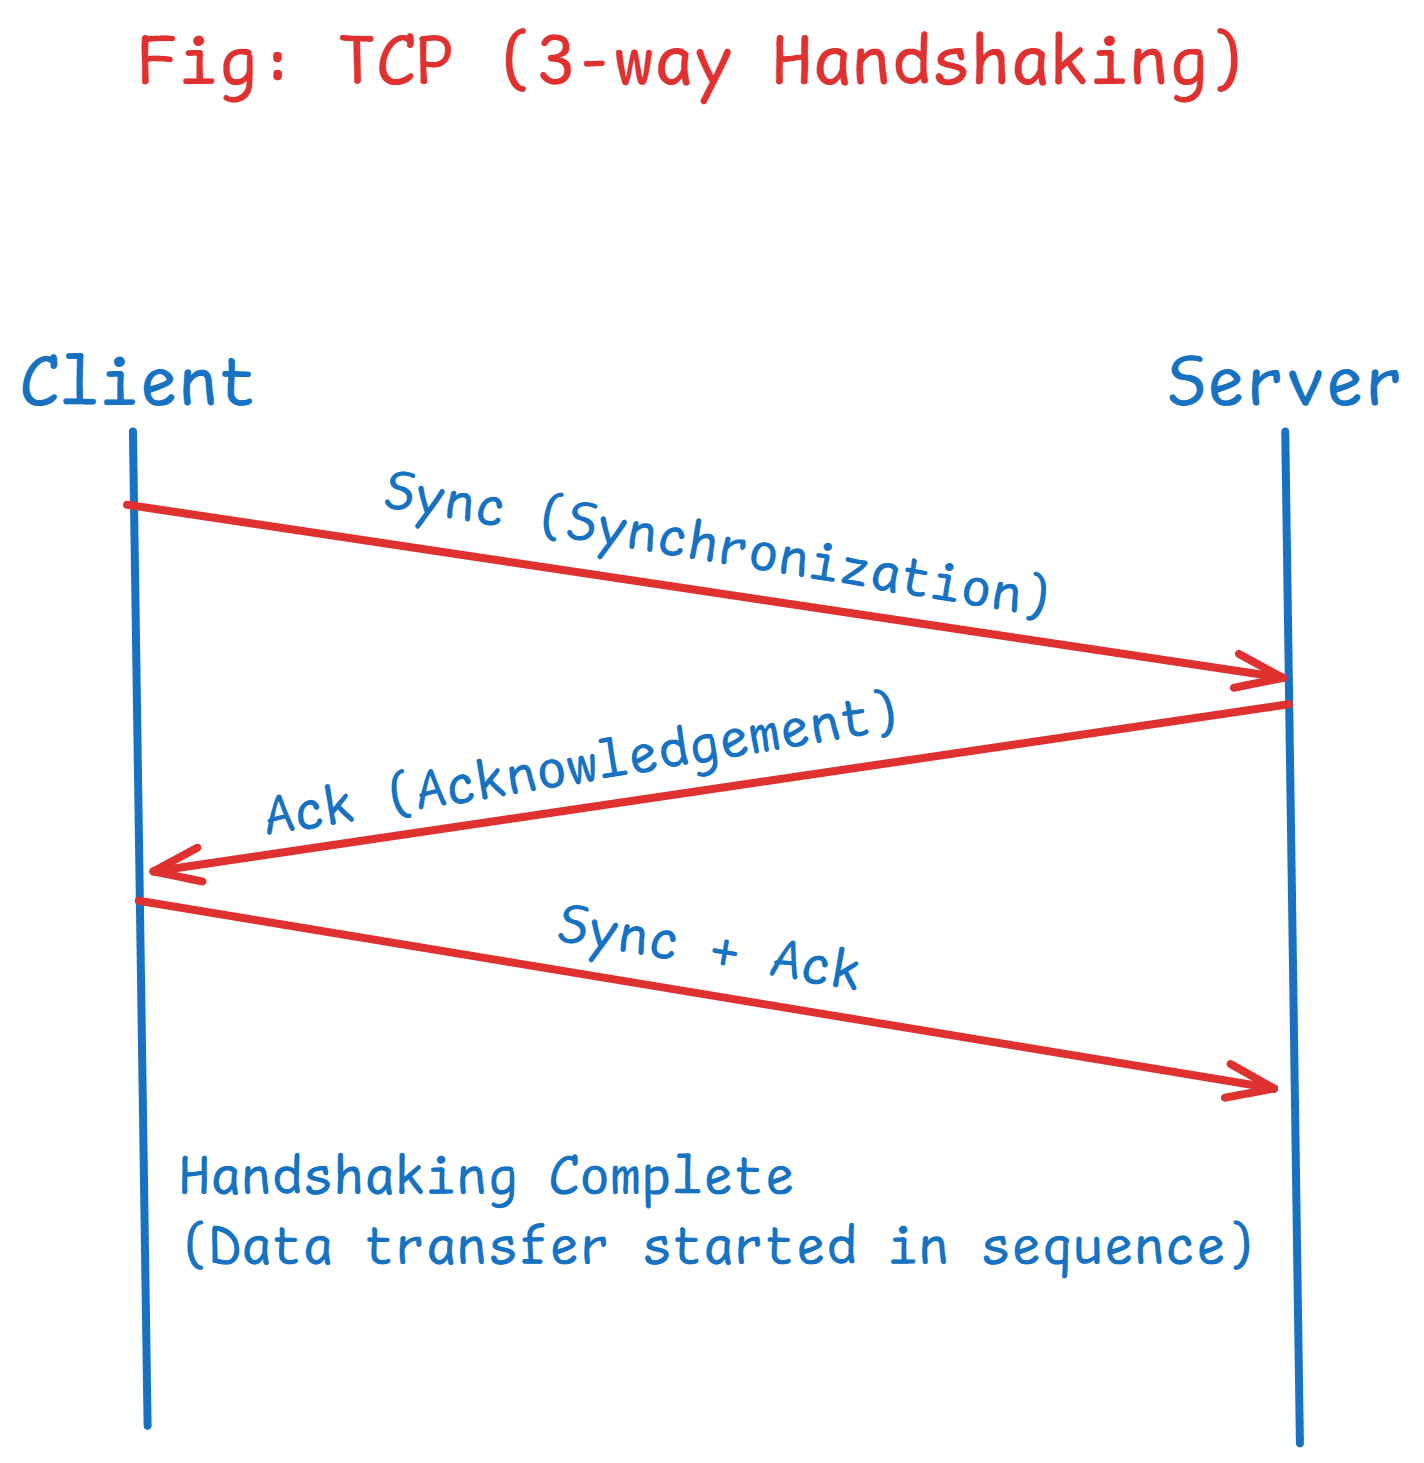 Fig: TCP (3-way Handshaking)
Client
Server
Sync (Synchronization)
Ack (Acknowledgement)
Sync + Ack
Handshaking Complete
(Data transfer started in sequence)